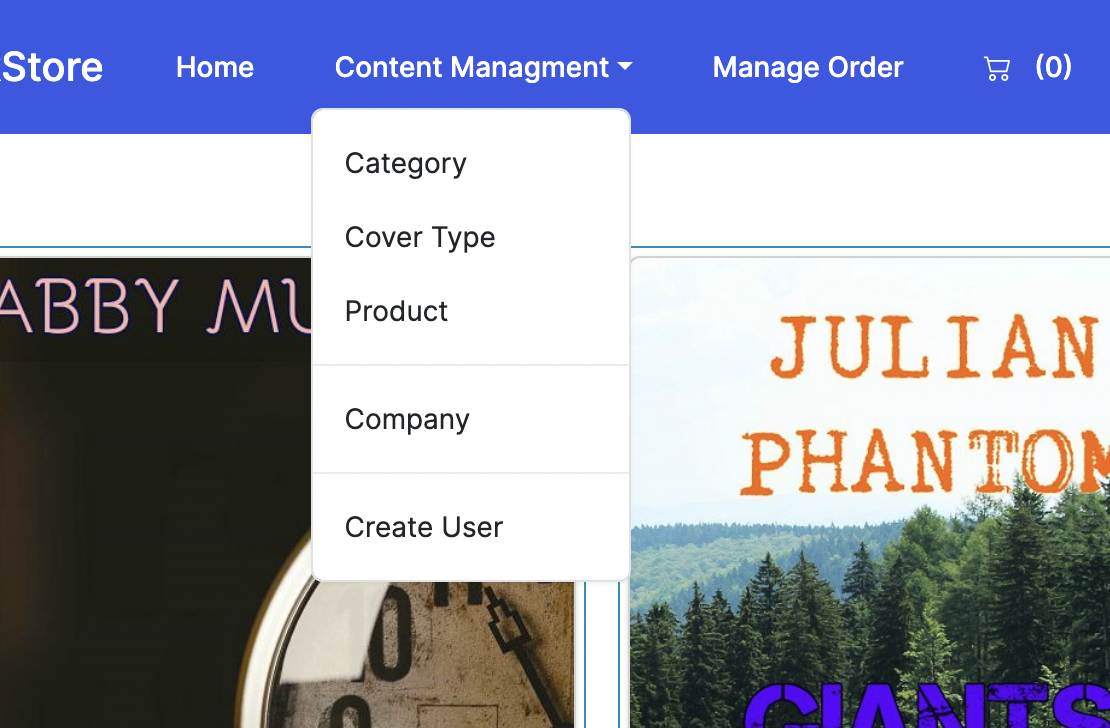 Store
Home
Content Managment
Manage Order
(0)
Category
Cover Type
Product
Company
Create User
ABBY MU
JULIAN
PHANTOM
GIANTS
10